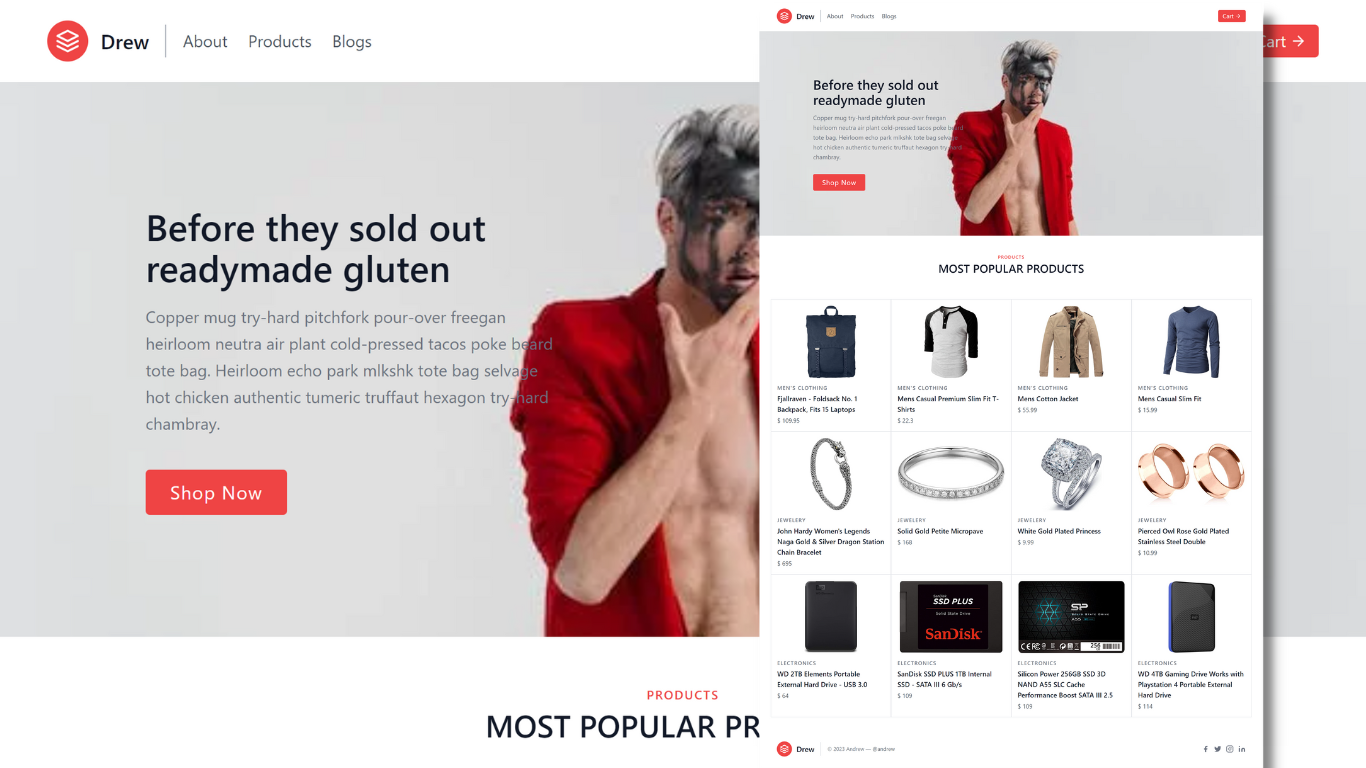 Drew
About
Products
Blogs
Cart →
Before they sold out
readymade gluten
Copper mug try-hard pitchfork pour-over freegan
heirloom neutra air plant cold-pressed tacos poke beard
tote bag. Heirloom echo park mlkshk tote bag selvage
hot chicken authentic tumeric truffaut hexagon try-hard
chambray.
Shop Now
PRODUCTS
MOST POPULAR PR
Drew
About
Products
Blogs
Cart →
Before they sold out
readymade gluten
Copper mug try-hard pitchfork pour-over freegan
heirloom neutra air plant cold-pressed tacos poke beard
tote bag. Heirloom echo park mlkshk tote bag selvage
hot chicken authentic tumeric truffaut hexagon try-hard
chambray.
Shop Now
PRODUCTS
MOST POPULAR PRODUCTS
MEN'S CLOTHING
Fjallraven - Foldsack No. 1
Backpack, Fits 15 Laptops
$ 109.95
MEN'S CLOTHING
Mens Casual Premium Slim Fit T-
Shirts
$ 22.3
MEN'S CLOTHING
Mens Cotton Jacket
$ 55.99
MEN'S CLOTHING
Mens Casual Slim Fit
$ 15.99
JEWELERY
John Hardy Women's Legends
Naga Gold & Silver Dragon Station
Chain Bracelet
$ 695
JEWELERY
Solid Gold Petite Micropave
$ 168
JEWELERY
White Gold Plated Princess
$ 9.99
JEWELERY
Pierced Owl Rose Gold Plated
Stainless Steel Double
$ 10.99
SanDisk
SSD PLUS
Solid State Drive
SanDisk
SP
A55
256
WD
ELECTRONICS
WD 2TB Elements Portable
External Hard Drive - USB 3.0
$ 64
ELECTRONICS
SanDisk SSD PLUS 1TB Internal
SSD - SATA III 6 Gb/s
$ 109
ELECTRONICS
Silicon Power 256GB SSD 3D
NAND A55 SLC Cache
Performance Boost SATA III 2.5
$ 109
ELECTRONICS
WD 4TB Gaming Drive Works with
Playstation 4 Portable External
Hard Drive
$ 114
Drew
© 2023 Andrew — @andrew